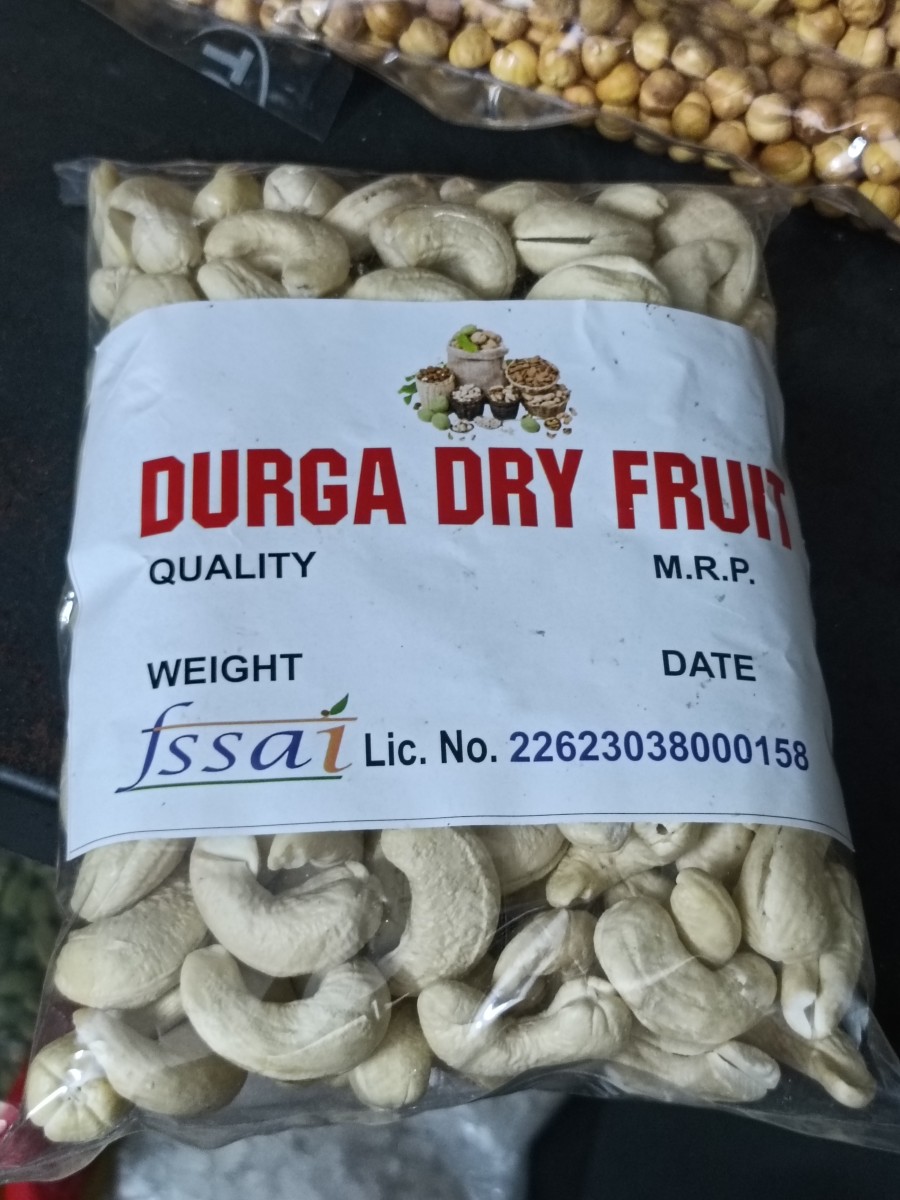 DURGA DRY FRUIT
QUALITY M.R.P.
WEIGHT DATE
fssai Lic. No. 22623038000158